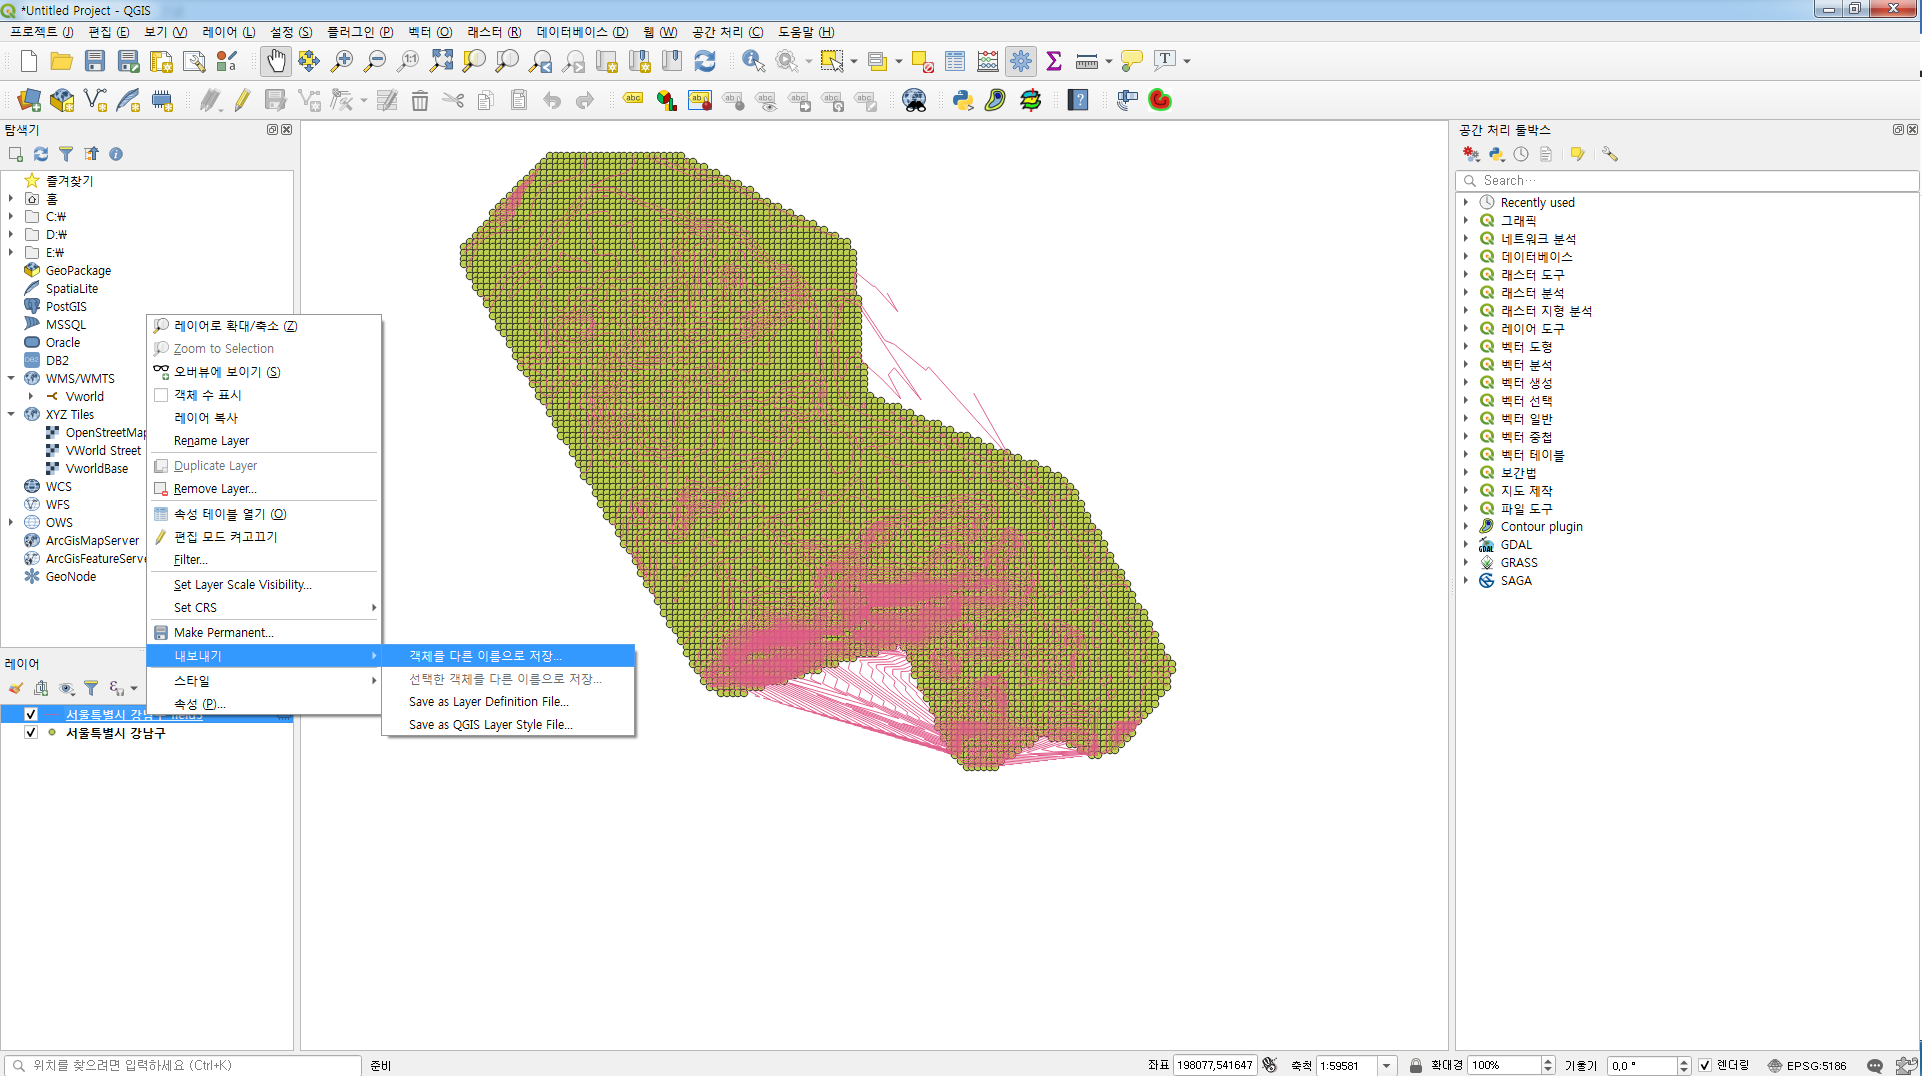 *Untitled Project - QGIS
프로젝트 (J) 편집 (E) 보기 (V) 레이어 (L) 설정 (S) 플러그인 (P) 벡터 (O) 래스터 (R) 데이터베이스 (D) 웹 (W) 공간 처리 (C) 도움말 (H)
탐색기
즐겨찾기
홈
C:₩
D:₩
E:₩
GeoPackage
SpatiaLite
PostGIS
MSSQL
Oracle
DB2
WMS/WMTS
Vworld
XYZ Tiles
OpenStreetMap
VWorld Street
VworldBase
WCS
WFS
OWS
ArcGisMapServer
ArcGisFeatureServe
GeoNode
레이어로 확대/축소 (Z)
Zoom to Selection
오버뷰에 보이기 (S)
객체 수 표시
레이어 복사
Rename Layer
Duplicate Layer
Remove Layer...
속성 테이블 열기 (O)
편집 모드 켜고끄기
Filter...
Set Layer Scale Visibility...
Set CRS
Make Permanent...
내보내기
스타일
속성 (P)...
객체를 다른 이름으로 저장...
선택한 객체를 다른 이름으로 저장...
Save as Layer Definition File...
Save as QGIS Layer Style File...
레이어
서울특별시 강남구
서울특별시 강남구
공간 처리 툴박스
Search…
Recently used
그래픽
네트워크 분석
데이터베이스
래스터 도구
래스터 분석
래스터 지형 분석
레이어 도구
벡터 도형
벡터 분석
벡터 생성
벡터 선택
벡터 일반
벡터 중첩
벡터 테이블
보간법
지도 제작
파일 도구
Contour plugin
GDAL
GRASS
SAGA
위치를 찾으려면 입력하세요 (Ctrl+K) 준비 좌표 198077,541647 축척 1:59581 확대경 100% 기울기 0,0 ° 렌더링 EPSG:5186